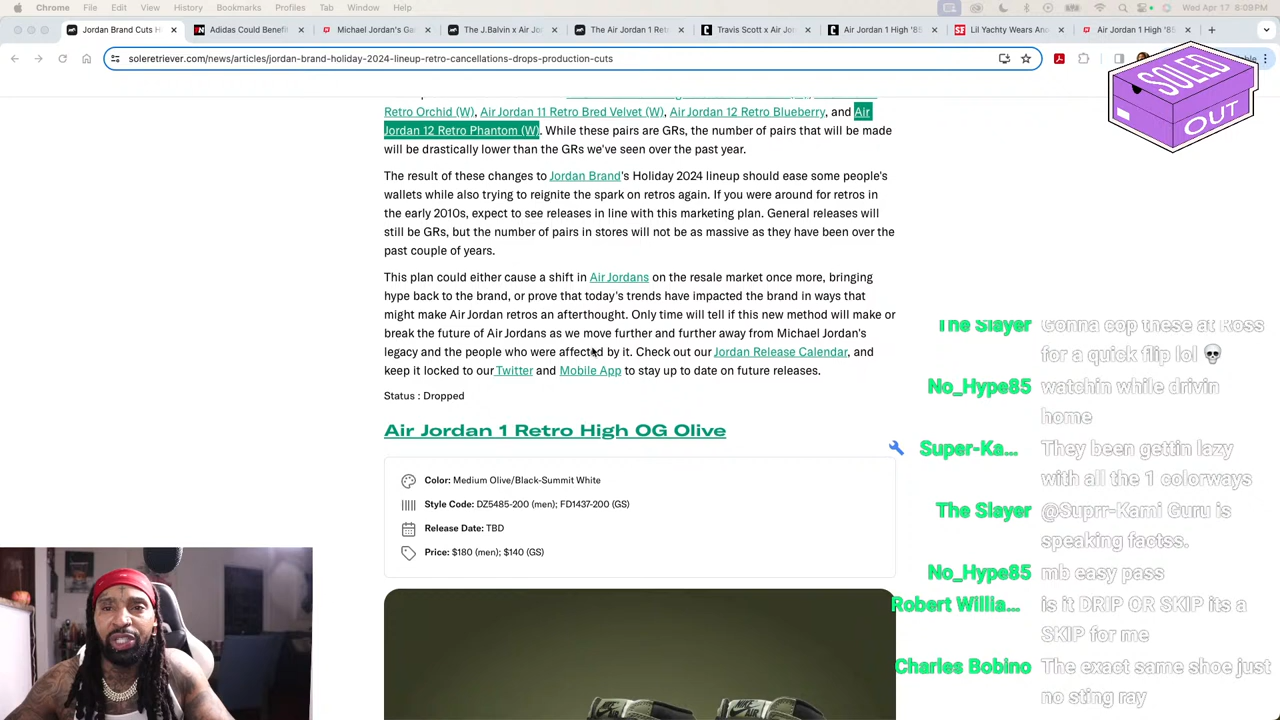 Chrome File Edit View History Bookmarks Profiles Tab Window Help
Wed Apr 17 8:09 PM
Jordan Brand Cuts H
Adidas Could Benefit
Michael Jordan's Ga
The J.Balvin x Air Jor
The Air Jordan 1 Ret
Travis Scott x Air Jor
Air Jordan 1 High '85
Lil Yachty Wears An
Air Jordan 1 High '8
soleretriever.com/news/articles/jordan-brand-holiday-2024-lineup-retro-cancellations-drops-production-cuts
SOLED
OUT
Retro Orchid (W), Air Jordan 11 Retro Bred Velvet (W), Air Jordan 12 Retro Blueberry, and Air
Jordan 12 Retro Phantom (W). While these pairs are GRs, the number of pairs that will be made
will be drastically lower than the GRs we've seen over the past year.
The result of these changes to Jordan Brand's Holiday 2024 lineup should ease some people's
wallets while also trying to reignite the spark on retros again. If you were around for retros in
the early 2010s, expect to see releases in line with this marketing plan. General releases will
still be GRs, but the number of pairs in stores will not be as massive as they have been over the
past couple of years.
This plan could either cause a shift in Air Jordans on the resale market once more, bringing
hype back to the brand, or prove that today's trends have impacted the brand in ways that
might make Air Jordan retros an afterthought. Only time will tell if this new method will make or
break the future of Air Jordans as we move further and further away from Michael Jordan's
legacy and the people who were affected by it. Check out our Jordan Release Calendar, and
keep it locked to our Twitter and Mobile App to stay up to date on future releases.
Status : Dropped
Air Jordan 1 Retro High OG Olive
Color: Medium Olive/Black-Summit White
Style Code: DZ5485-200 (men); FD1437-200 (GS)
Release Date: TBD
Price: $180 (men); $140 (GS)
The Slayer Gonna cop these at Ross
for a quick flip lol 💀
No_Hype85 watchin while drivin
home
Super-Ka... They been gettin lazy
with all the 1 colorways
The Slayer @Suprr-Kami Guru is
speaking factss.
No_Hype85 mb easy pass
Robert Willia... is it DRIP OR SKIP its a
SKIP for me
Charles Bobino The exact same shoe just
no sting ray